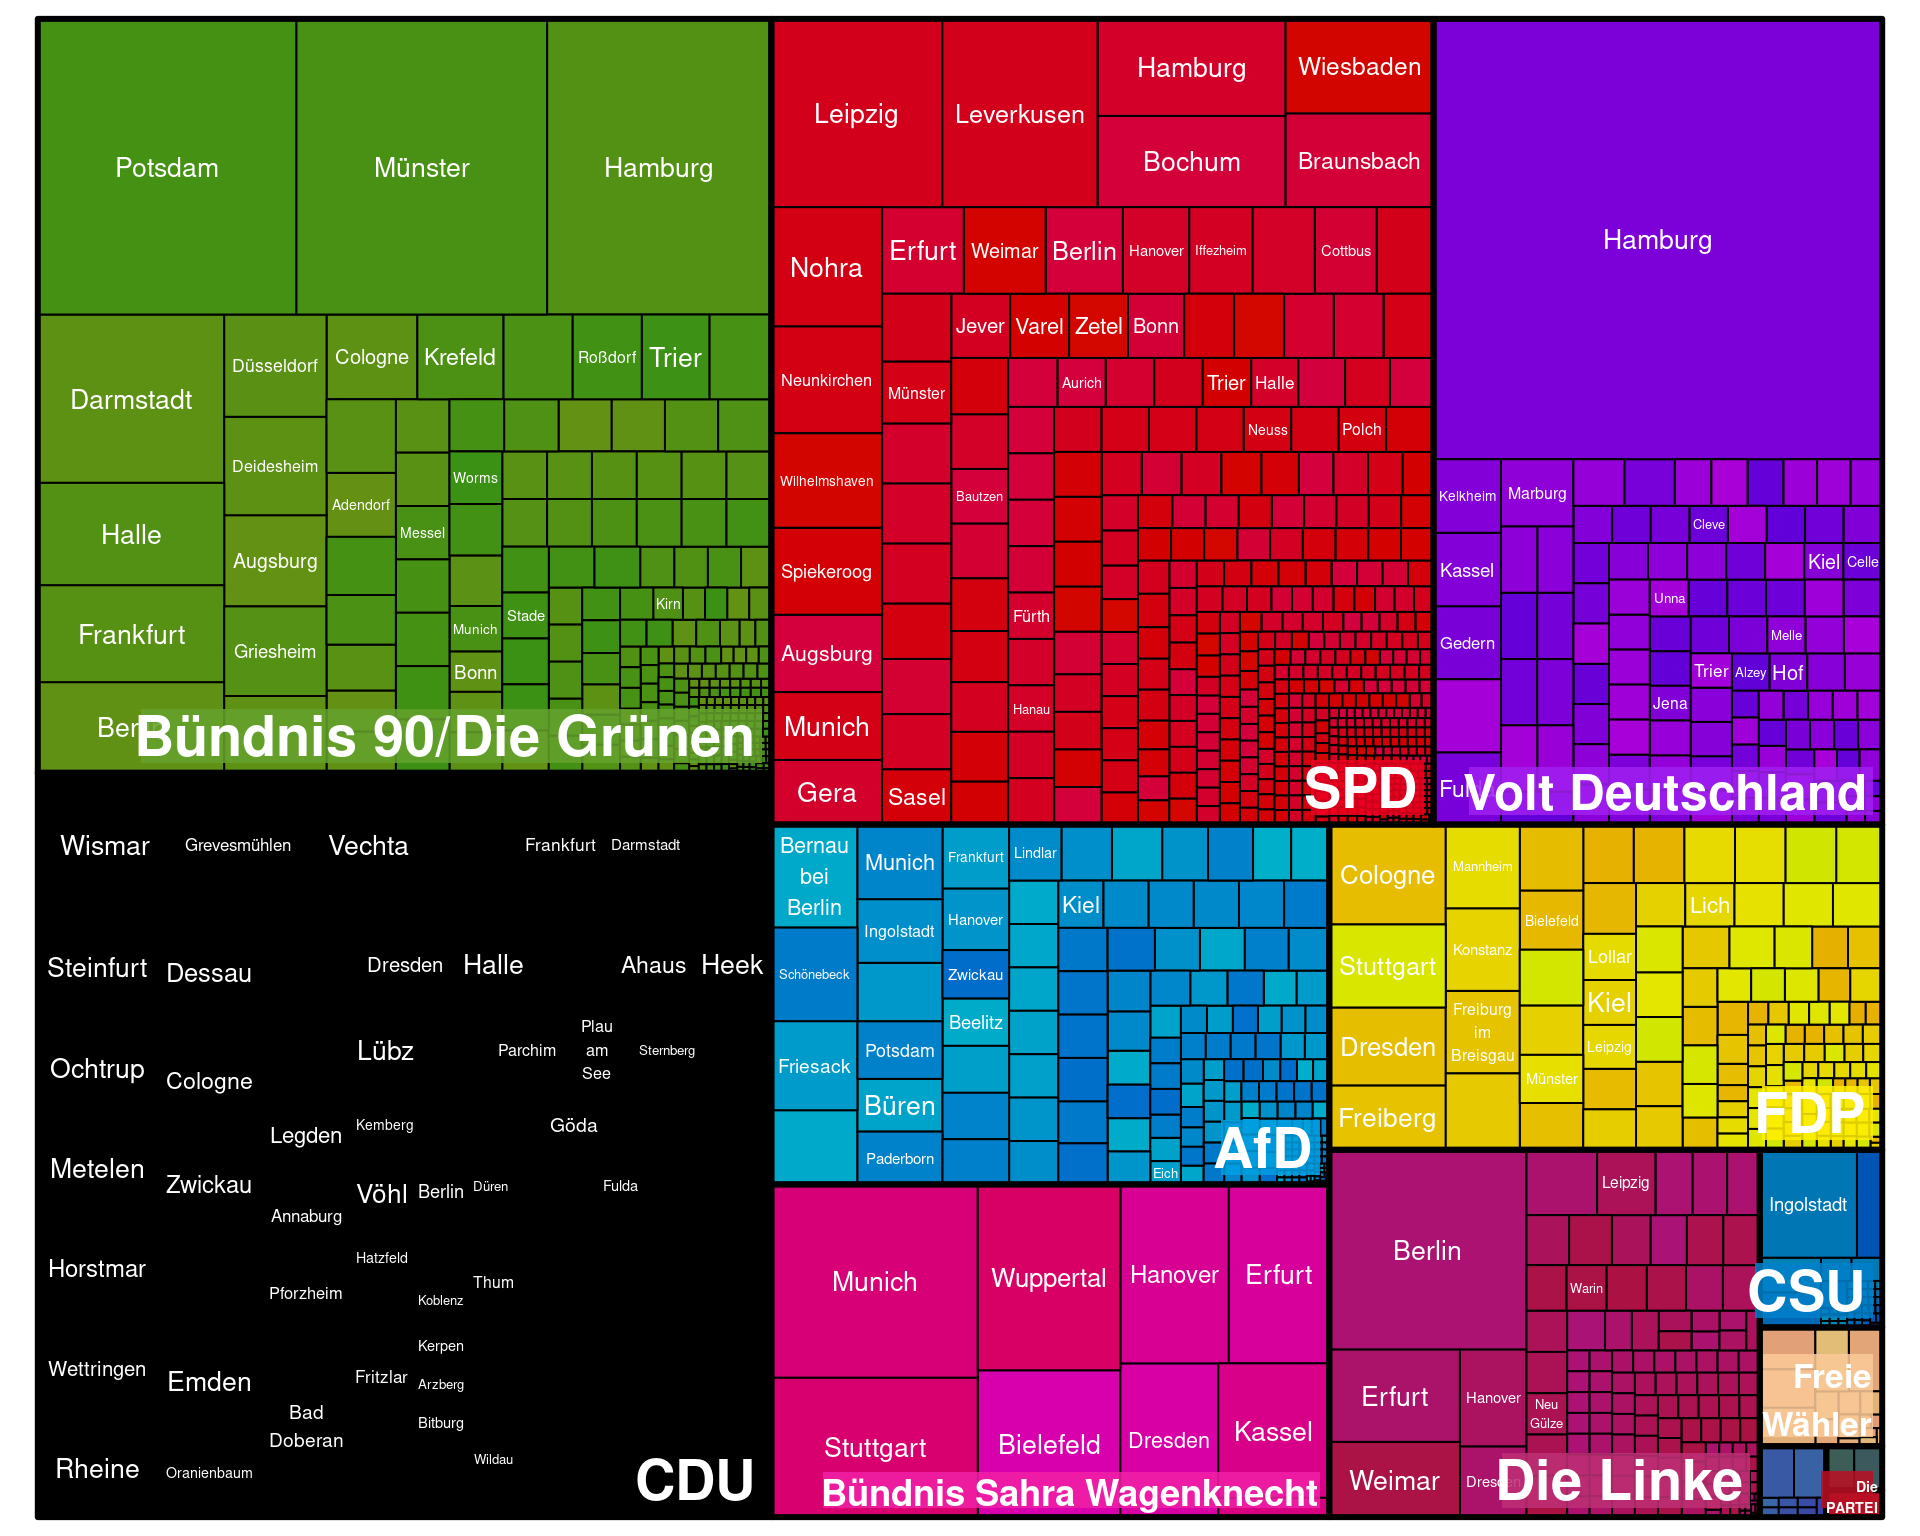 Potsdam
Münster
Hamburg
Darmstadt
Halle
Frankfurt
Düsseldorf
Deidesheim
Augsburg
Griesheim
Cologne
Krefeld
Roßdorf
Trier
Adendorf
Messel
Worms
Munich
Bonn
Stade
Kirn
Bündnis 90/Die Grünen
Leipzig
Leverkusen
Hamburg
Bochum
Wiesbaden
Braunsbach
Nohra
Neunkirchen
Wilhelmshaven
Spiekeroog
Augsburg
Munich
Gera
Erfurt
Weimar
Berlin
Hanover
Iffezheim
Cottbus
Jever
Varel
Zetel
Bonn
Münster
Aurich
Trier
Halle
Neuss
Polch
Bautzen
Fürth
Hanau
Sasel
SPD
Hamburg
Kelkheim
Marburg
Kassel
Gedern
Cleve
Kiel
Celle
Unna
Melle
Trier
Alzey
Hof
Jena
Volt Deutschland
Wismar
Grevesmühlen
Vechta
Frankfurt
Darmstadt
Steinfurt
Dessau
Dresden
Halle
Ahaus
Heek
Ochtrup
Cologne
Lübz
Parchim
Plau
am
See
Sternberg
Legden
Kemberg
Göda
Metelen
Zwickau
Annaburg
Vöhl
Berlin
Düren
Fulda
Horstmar
Pforzheim
Hatzfeld
Koblenz
Thum
Wettringen
Emden
Fritzlar
Kerpen
Arzberg
Bad
Doberan
Bitburg
Rheine
Oranienbaum
Wildau
CDU
Bernau
bei
Berlin
Schönebeck
Friesack
Munich
Ingolstadt
Potsdam
Büren
Paderborn
Frankfurt
Hanover
Zwickau
Beelitz
Lindlar
Kiel
Eich
AfD
Cologne
Stuttgart
Dresden
Freiberg
Mannheim
Konstanz
Freiburg
im
Breisgau
Bielefeld
Münster
Lollar
Kiel
Leipzig
Lich
FDP
Munich
Stuttgart
Wuppertal
Bielefeld
Hanover
Erfurt
Dresden
Kassel
Bündnis Sahra Wagenknecht
Berlin
Erfurt
Weimar
Hanover
Dresden
Leipzig
Warin
Neu
Gülze
Die Linke
Ingolstadt
CSU
Freie
Wähler
Die
PARTEI